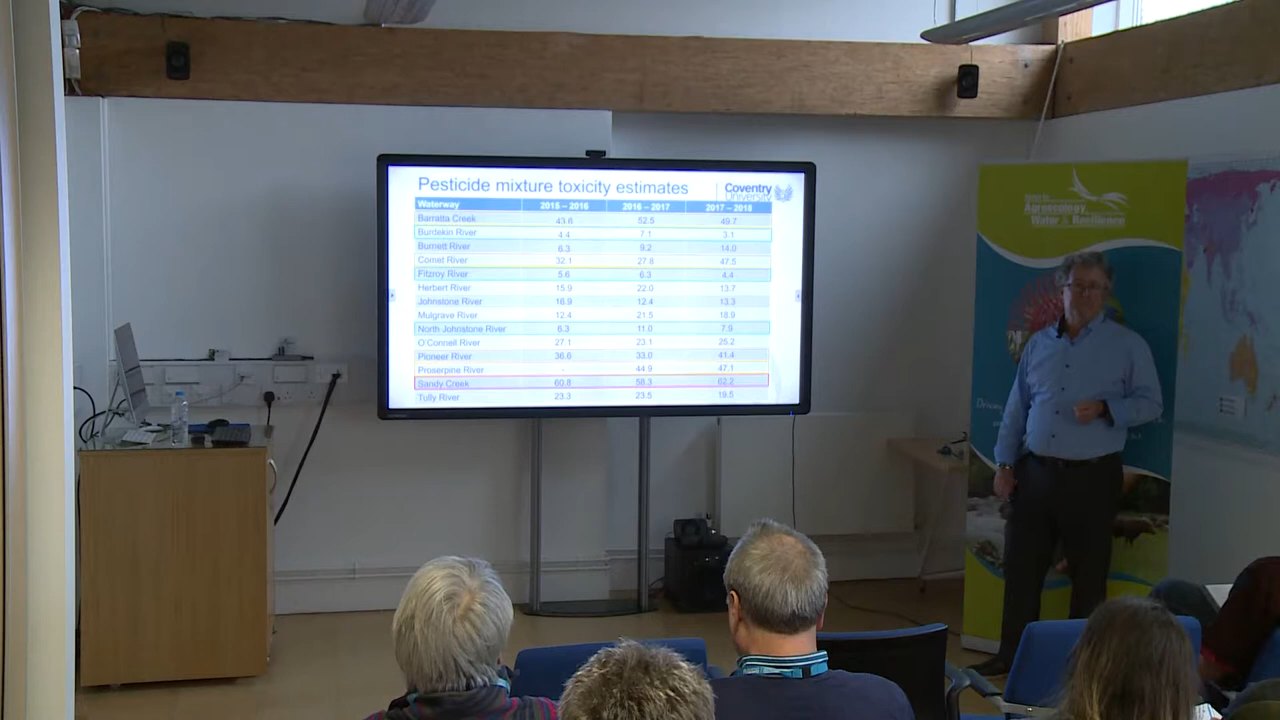 Pesticide mixture toxicity estimates
Coventry
University
Waterway 2015 – 2016 2016 – 2017 2017 – 2018
Barratta Creek 43.6 52.5 49.7
Burdekin River 4.4 7.1 3.1
Burnett River 6.3 9.2 14.0
Comet River 32.1 27.8 47.5
Fitzroy River 5.6 6.3 4.4
Herbert River 15.9 22.0 13.7
Johnstone River 16.9 12.4 13.3
Mulgrave River 12.4 21.5 18.9
North Johnstone River 6.3 11.0 7.9
O'Connell River 27.1 23.1 25.2
Pioneer River 36.6 33.0 41.4
Proserpine River - 44.9 47.1
Sandy Creek 60.8 58.3 62.2
Tully River 23.3 23.5 19.5
Agroecology,
Water & Resilience